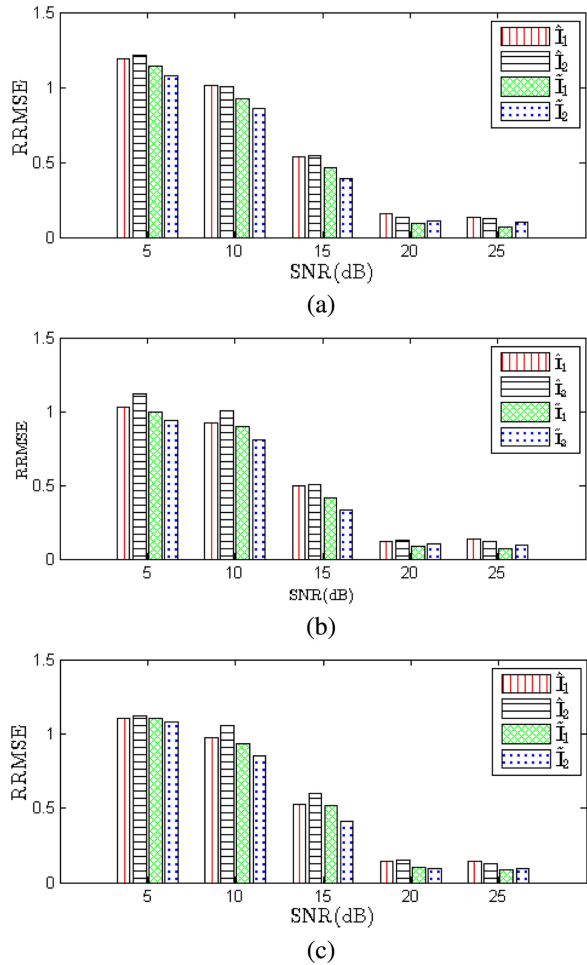 1.5
1
0.5
0
RRMSE
Î₁
Î₂
Ĩ₁
Ĩ₂
5 10 15 20 25
SNR(dB)
(a)
1.5
1
0.5
0
RRMSE
Î₁
Î₂
Ĩ₁
Ĩ₂
5 10 15 20 25
SNR(dB)
(b)
1.5
1
0.5
0
RRMSE
Î₁
Î₂
Ĩ₁
Ĩ₂
5 10 15 20 25
SNR(dB)
(c)